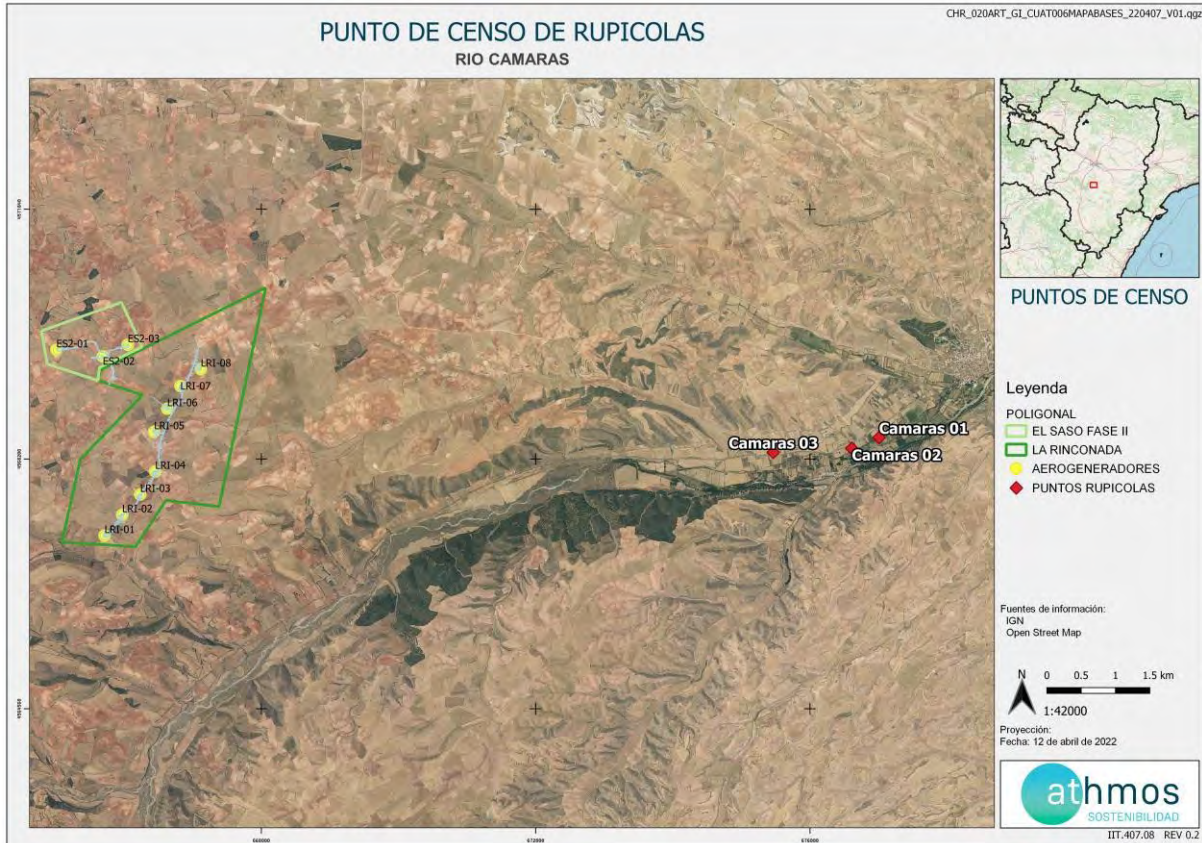 CHR_020ART_GI_CUAT006MAPABASES_220407_V01.qgz
PUNTO DE CENSO DE RUPICOLAS
RIO CAMARAS
ES2-01
ES2-02
ES2-03
LRI-08
LRI-07
LRI-06
LRI-05
LRI-04
LRI-03
LRI-02
LRI-01
Camaras 03
Camaras 01
Camaras 02
PUNTOS DE CENSO
Leyenda
POLIGONAL
EL SASO FASE II
LA RINCONADA
AEROGENERADORES
PUNTOS RUPICOLAS
Fuentes de información:
IGN
Open Street Map
N
0 0.5 1 1.5 km
1:42000
Proyección:
Fecha: 12 de abril de 2022
athmos
SOSTENIBILIDAD
IIT.407.08 REV 0.2